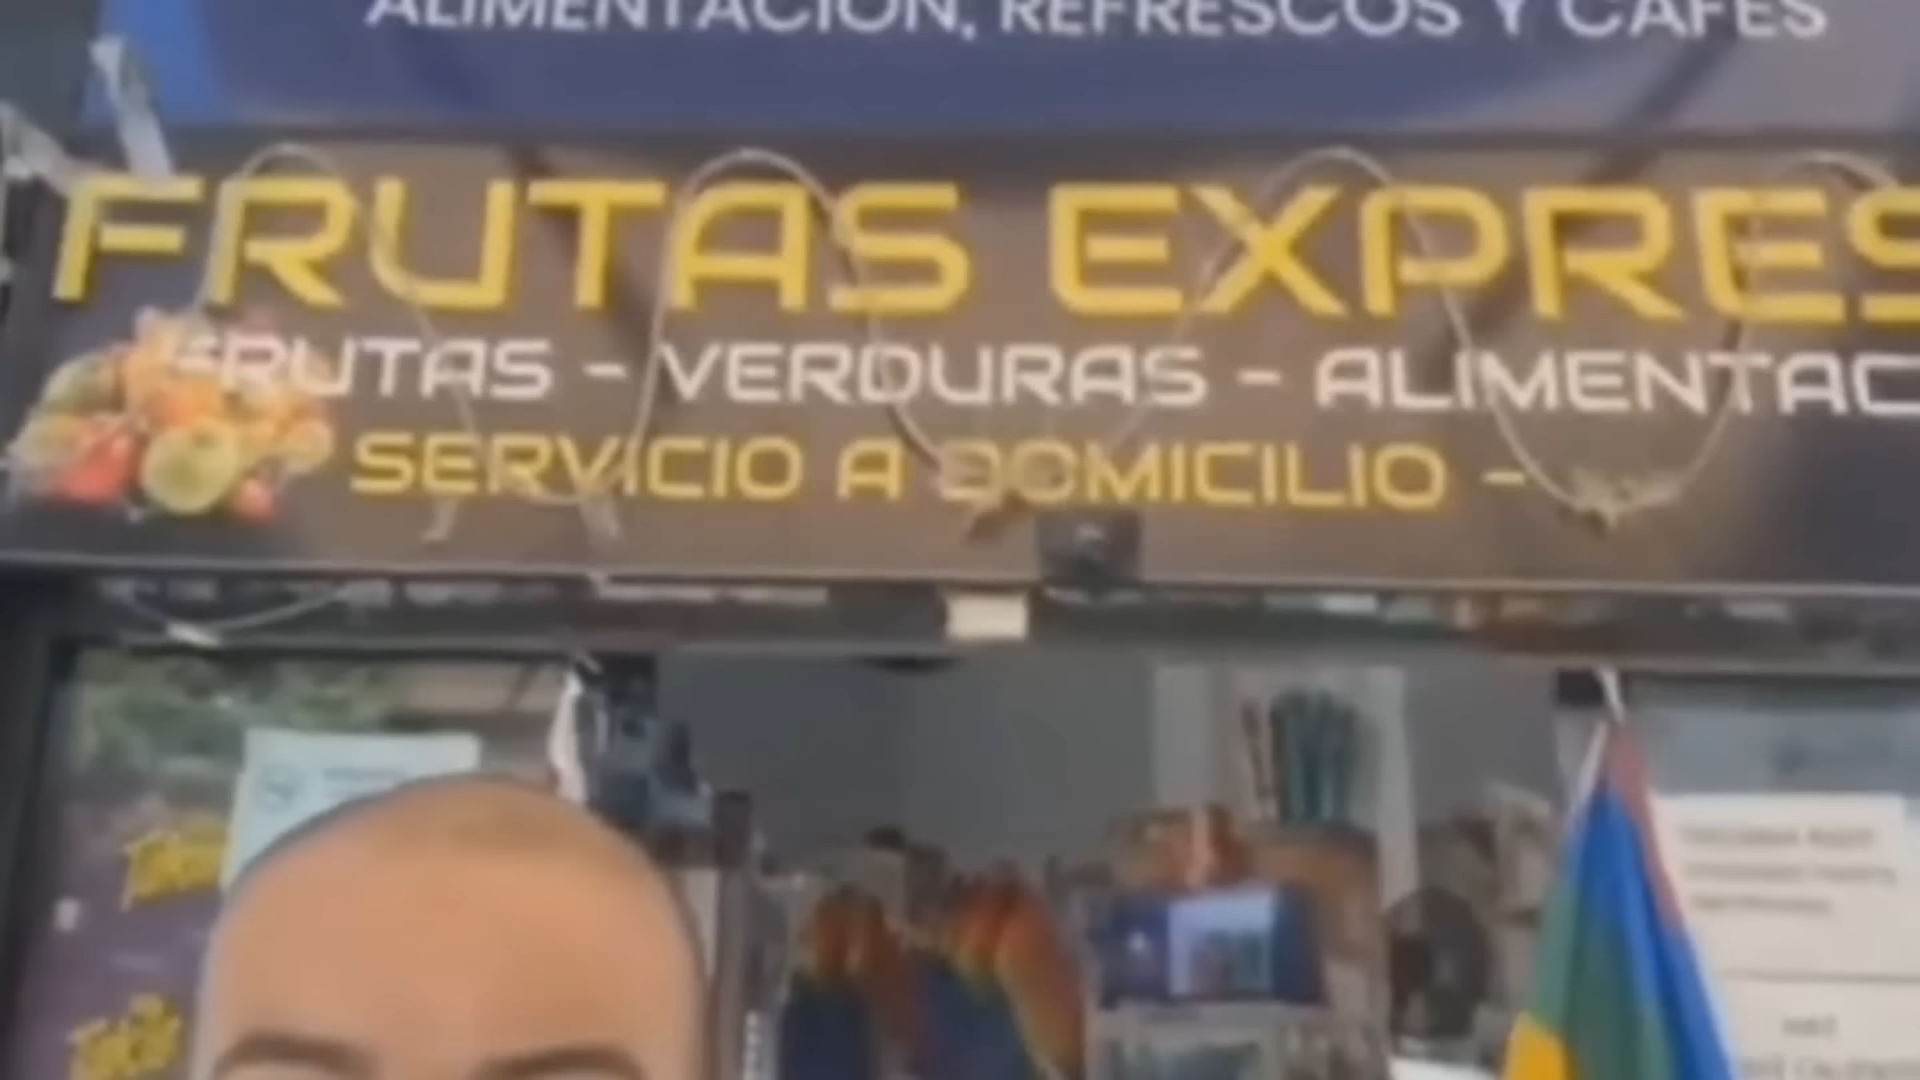 ALIMENTACIÓN, REFRESCOS Y CAFÉS
FRUTAS EXPRES
FRUTAS - VERDURAS - ALIMENTAC
SERVICIO A DOMICILIO -